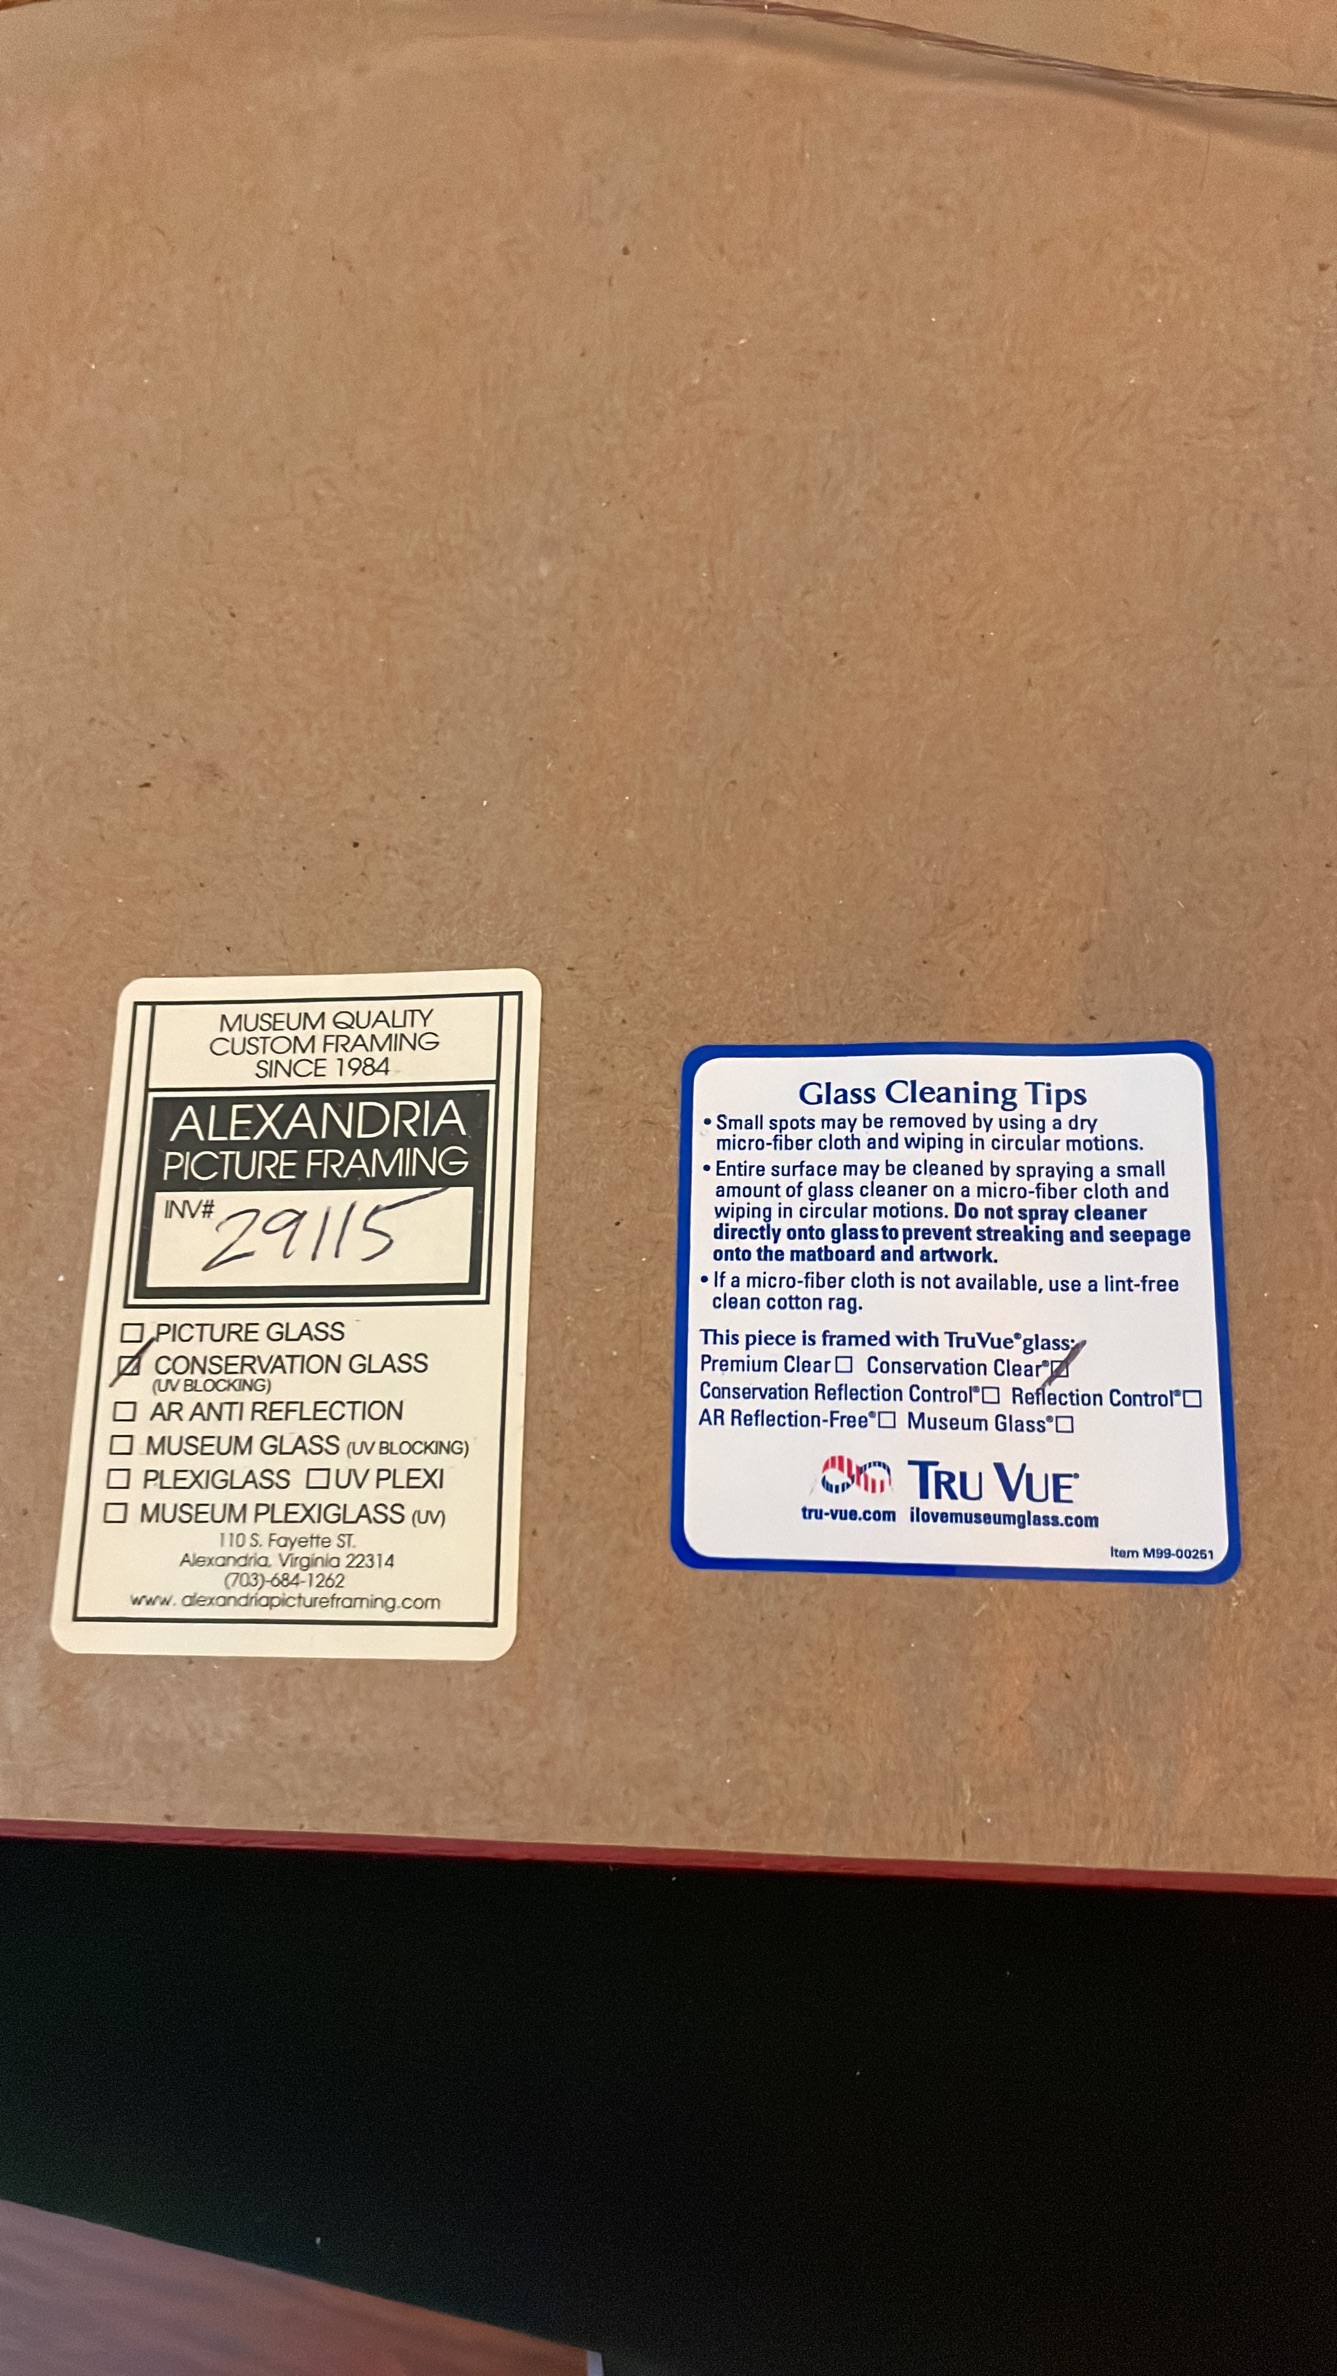 MUSEUM QUALITY
CUSTOM FRAMING
SINCE 1984
ALEXANDRIA
PICTURE FRAMING
INV# 29115
☐ PICTURE GLASS
☑ CONSERVATION GLASS
(UV BLOCKING)
☐ AR ANTI REFLECTION
☐ MUSEUM GLASS (UV BLOCKING)
☐ PLEXIGLASS ☐ UV PLEXI
☐ MUSEUM PLEXIGLASS (UV)
110 S. Fayette ST.
Alexandria, Virginia 22314
(703)-684-1262
www. alexandriapictureframing.com
Glass Cleaning Tips
• Small spots may be removed by using a dry
micro-fiber cloth and wiping in circular motions.
• Entire surface may be cleaned by spraying a small
amount of glass cleaner on a micro-fiber cloth and
wiping in circular motions. Do not spray cleaner
directly onto glass to prevent streaking and seepage
onto the matboard and artwork.
• If a micro-fiber cloth is not available, use a lint-free
clean cotton rag.
This piece is framed with Tru Vue® glass:
Premium Clear ☐ Conservation Clear® ☑
Conservation Reflection Control® ☐ Reflection Control® ☐
AR Reflection-Free® ☐ Museum Glass® ☐
TRU VUE®
tru-vue.com ilovemuseumglass.com
Item M99-00251